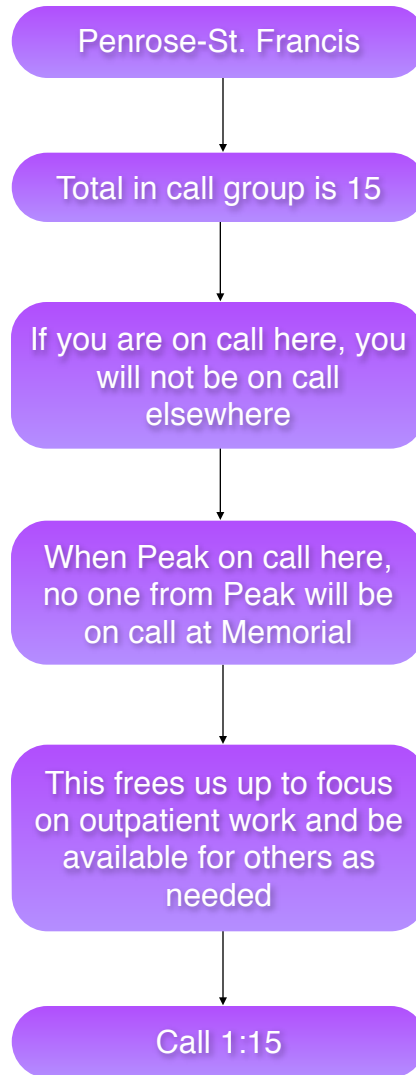 Penrose-St. Francis
Total in call group is 15
If you are on call here, you
will not be on call
elsewhere
When Peak on call here,
no one from Peak will be
on call at Memorial
This frees us up to focus
on outpatient work and be
available for others as
needed
Call 1:15